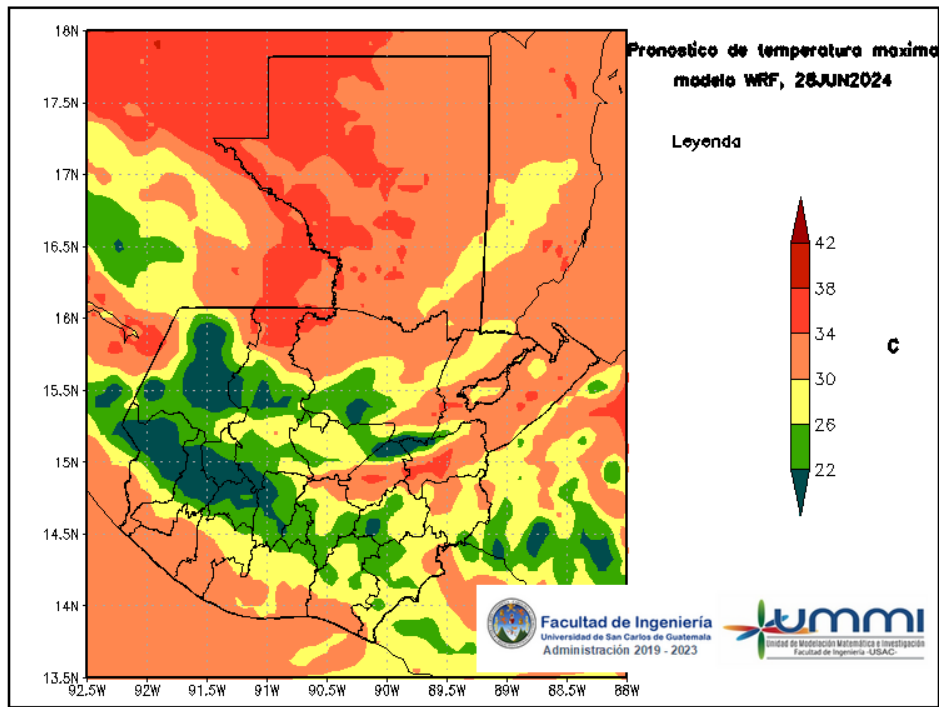 Pronostico de temperatura maxima
modelo WRF, 28JUN2024
Leyenda
42
38
34
30
26
22
C
18N
17.5N
17N
16.5N
16N
15.5N
15N
14.5N
14N
13.5N
92.5W
92W
91.5W
91W
90.5W
90W
89.5W
89W
88.5W
88W
Facultad de Ingeniería
Universidad de San Carlos de Guatemala
Administración 2019 - 2023
ummi
Unidad de Modelación Matemática e Investigación
Facultad de Ingeniería -USAC-